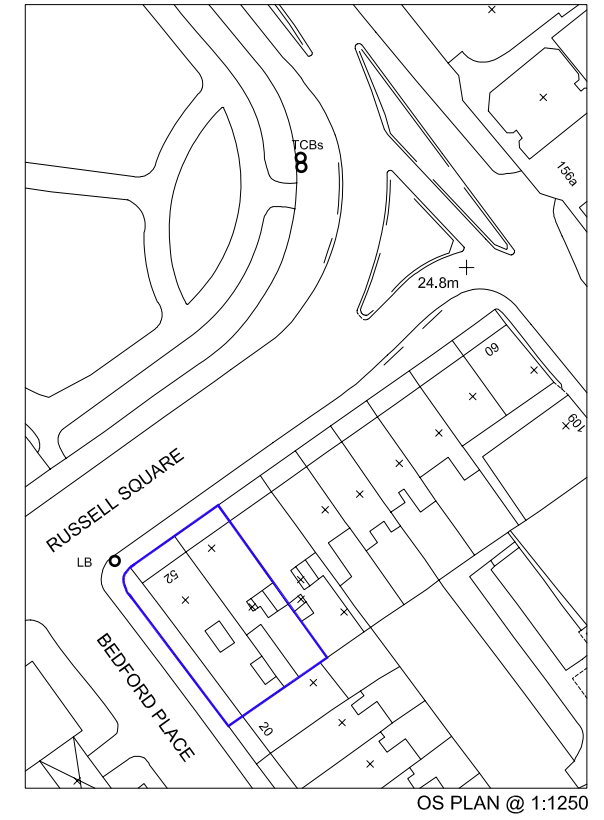 TCBs
156a
24.8m
60
109
RUSSELL SQUARE
LB
52
BEDFORD PLACE
20
OS PLAN @ 1:1250